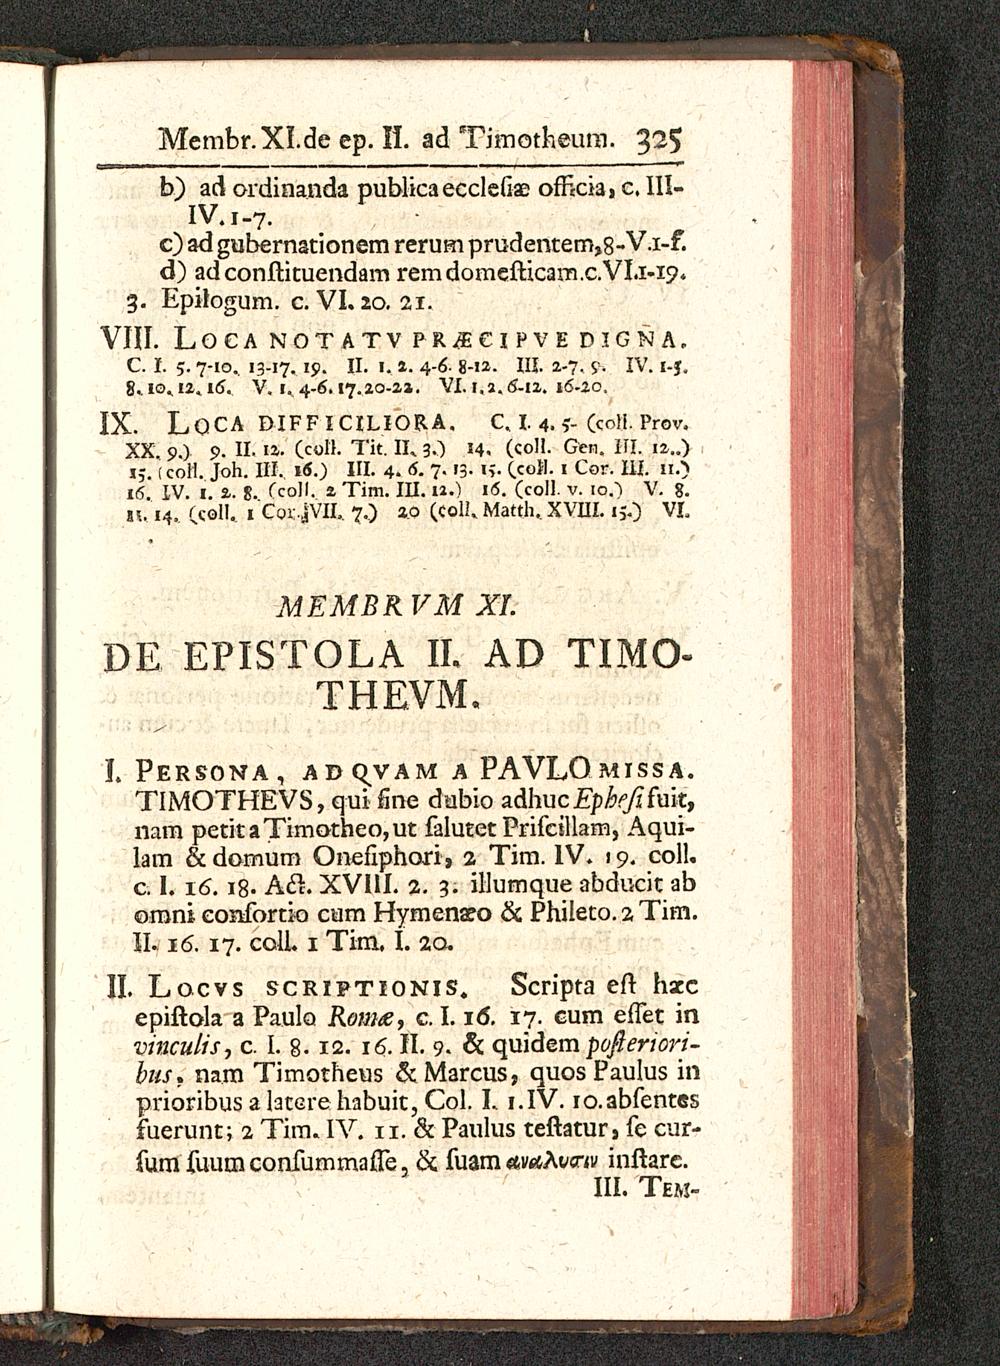 Membr. XI. de ep. II. ad Timotheum. 325
b) ad ordinanda publica eccleſiæ officia, c. III-
IV. 1-7.
c) ad gubernationem rerum prudentem, 8-V. 1-f.
d) ad conſtituendam rem domeſticam. c. VI. 1-19.
3. Epilogum. c. VI. 20. 21.
VIII. LOCA NOTATV PRÆCIPVE DIGNA.
C. I. 5. 7-10. 13-17. 19. II. 1. 2. 4-6. 8-12. III. 2-7. 9. IV. 1-5.
8. 10. 12. 16. V. 1. 4-6. 17. 20-22. VI. 1. 2. 6-12. 16-20.
IX. LOCA DIFFICILIORA. C. I. 4. 5- (coll. Prov.
XX. 9.) 9. II. 12. (coll. Tit. II. 3.) 14. (coll. Gen. III. 12..)
15. (coll. Joh. III. 16.) III. 4. 6. 7. 13. 15. (coll. 1 Cor. III. 11.)
16. IV. 1. 2. 8. (coll. 2 Tim. III. 12.) 16. (coll. v. 10.) V. 8.
11. 14. (coll. 1 Cor. VII. 7.) 20 (coll. Matth. XVIII. 15.) VI.
MEMBRVM XI.
DE EPISTOLA II. AD TIMO-
THEVM.
I. PERSONA, AD QVAM A PAVLO MISSA.
TIMOTHEVS, qui ſine dubio adhuc Epheſi fuit,
nam petit a Timotheo, ut ſalutet Priſcillam, Aqui-
lam & domum Oneſiphori, 2 Tim. IV. 19. coll.
c. I. 16. 18. Act. XVIII. 2. 3. illumque abducit ab
omni conſortio cum Hymenæo & Phileto. 2 Tim.
II. 16. 17. coll. 1 Tim. I. 20.
II. LOCVS SCRIPTIONIS. Scripta eſt hæc
epiſtola a Paulo Romæ, c. I. 16. 17. cum eſſet in
vinculis, c. I. 8. 12. 16. II. 9. & quidem poſteriori-
bus, nam Timotheus & Marcus, quos Paulus in
prioribus a latere habuit, Col. I. 1. IV. 10. abſentes
fuerunt; 2 Tim. IV. 11. & Paulus teſtatur, ſe cur-
ſum ſuum conſummaſſe, & ſuam αναλυσιν inſtare.
III. TEM-